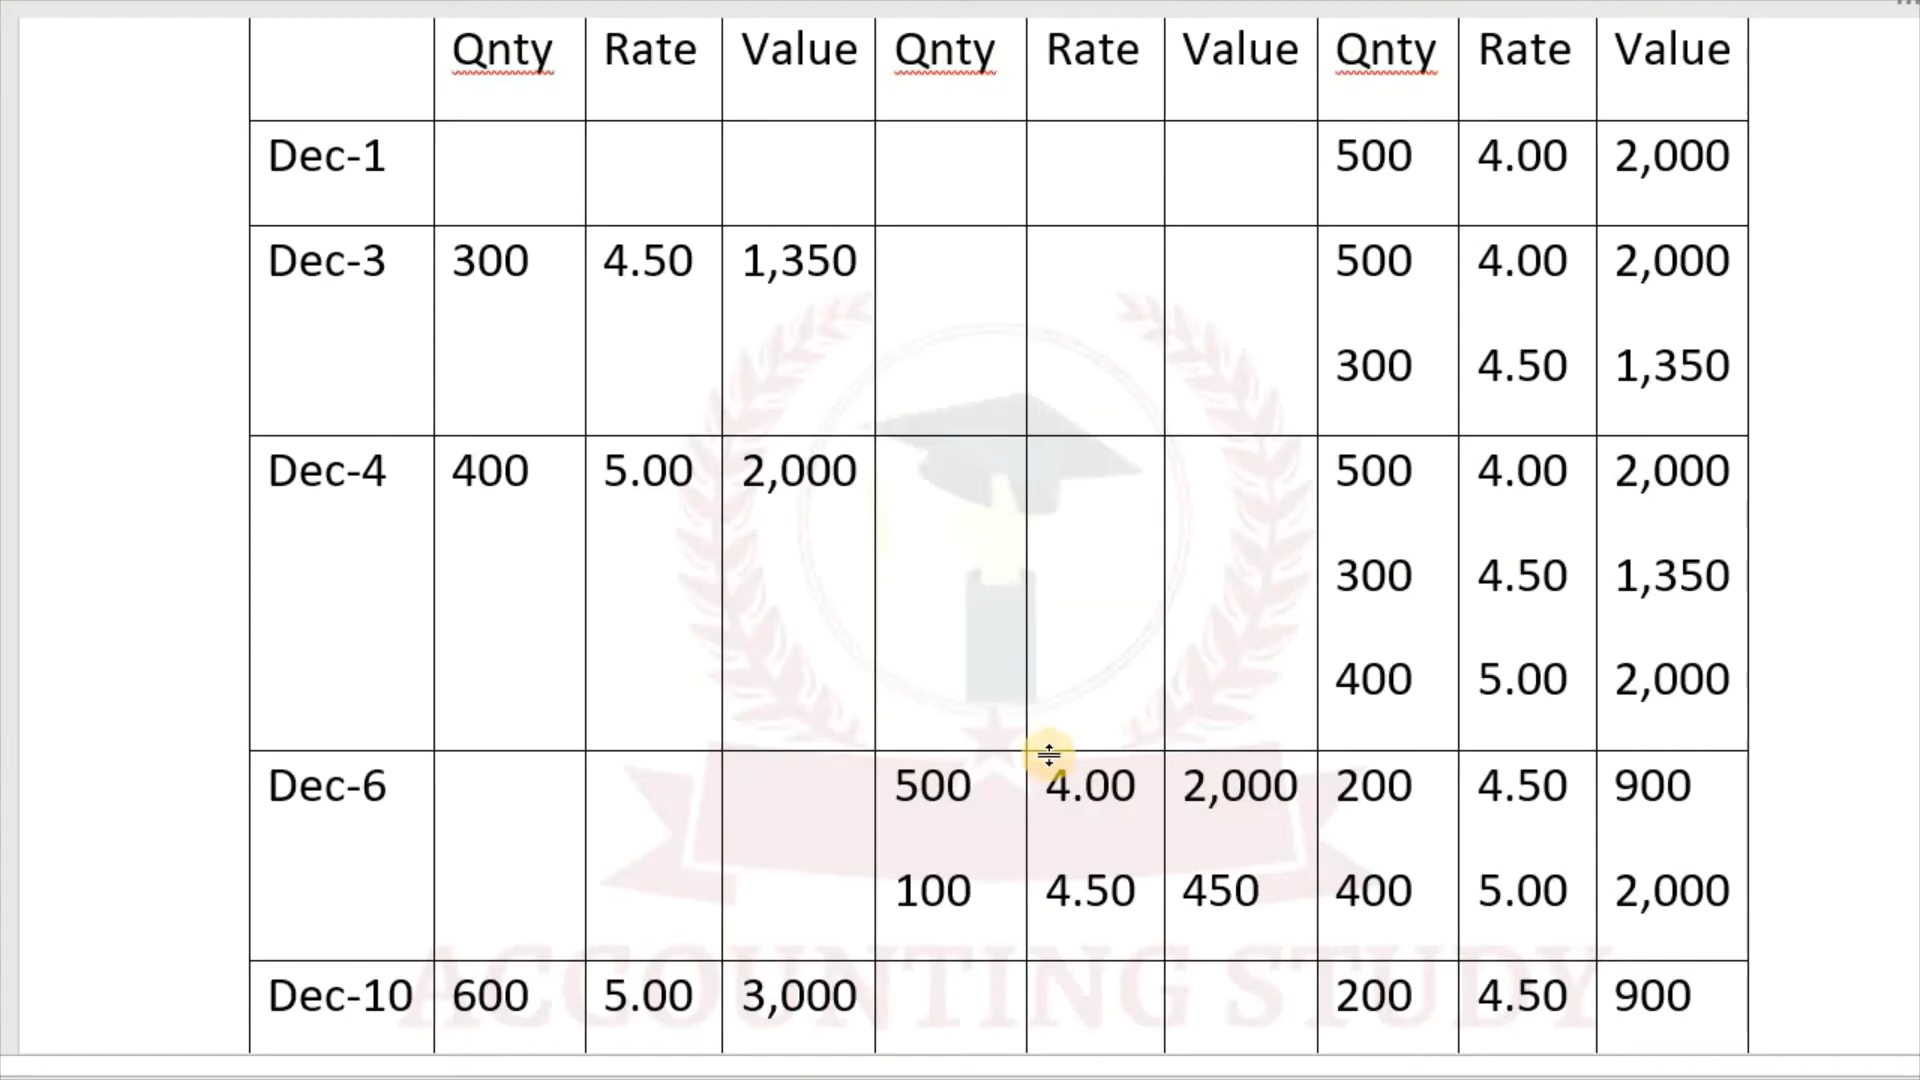 Qnty Rate Value Qnty Rate Value Qnty Rate Value
Dec-1 500 4.00 2,000
Dec-3 300 4.50 1,350 500 4.00 2,000
300 4.50 1,350
Dec-4 400 5.00 2,000 500 4.00 2,000
300 4.50 1,350
400 5.00 2,000
Dec-6 500 4.00 2,000 200 4.50 900
100 4.50 450 400 5.00 2,000
ACCOUNTING STUDY
Dec-10 600 5.00 3,000 200 4.50 900